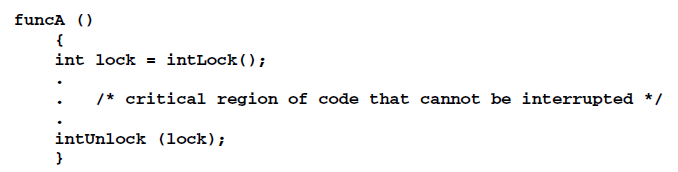 funcA ()
{
int lock = intLock();
.
. /* critical region of code that cannot be interrupted */
.
intUnlock (lock);
}